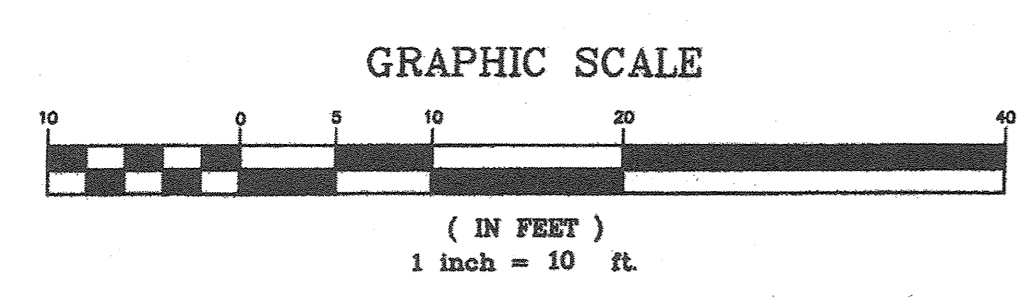 GRAPHIC SCALE
10 0 5 10 20 40
( IN FEET )
1 inch = 10 ft.